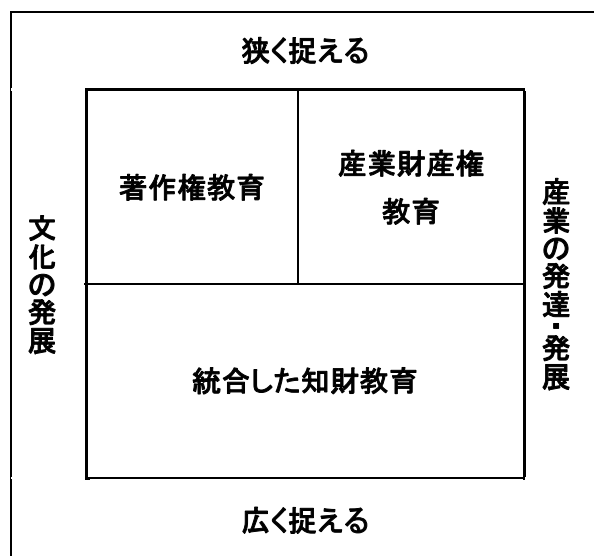 狭く捉える
著作権教育
産業財産権
教育
文化の発展
産業の発達・発展
統合した知財教育
広く捉える